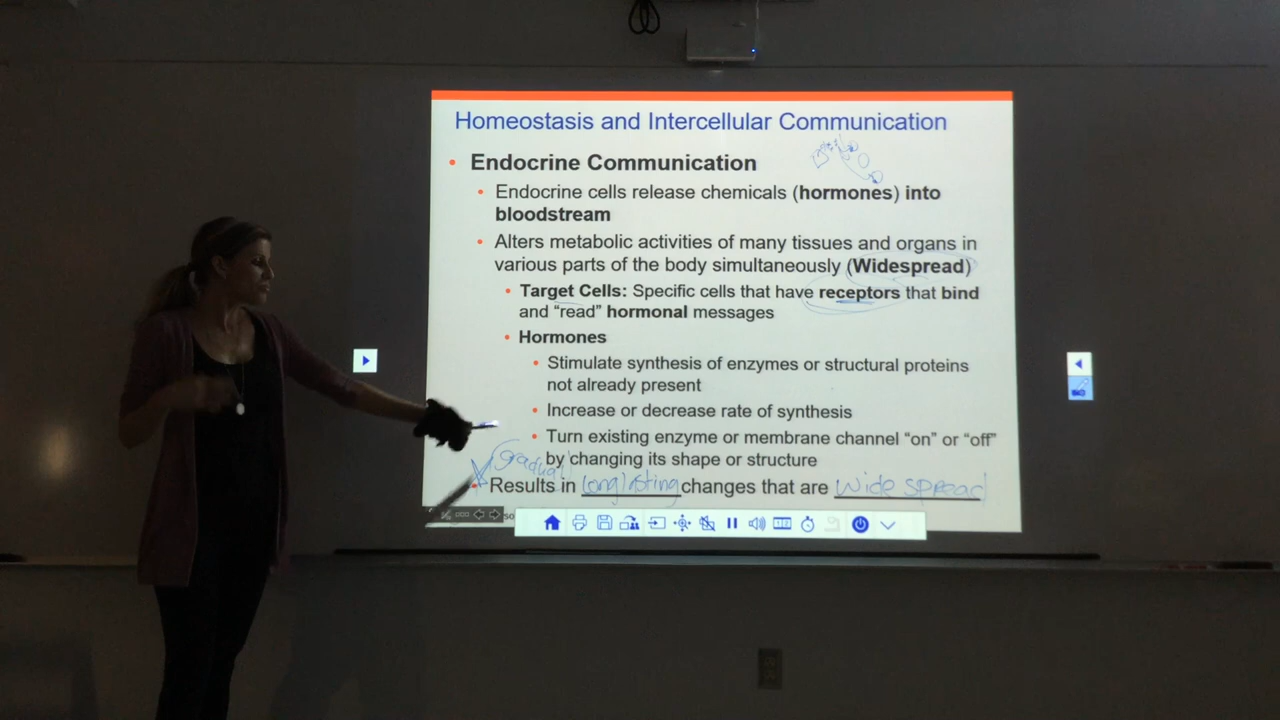 Homeostasis and Intercellular Communication
• Endocrine Communication
• Endocrine cells release chemicals (hormones) into
bloodstream
• Alters metabolic activities of many tissues and organs in
various parts of the body simultaneously (Widespread)
• Target Cells: Specific cells that have receptors that bind
and “read” hormonal messages
• Hormones
• Stimulate synthesis of enzymes or structural proteins
not already present
• Increase or decrease rate of synthesis
• Turn existing enzyme or membrane channel “on” or “off”
by changing its shape or structure
(gradual)
• Results in long lasting changes that are wide spread